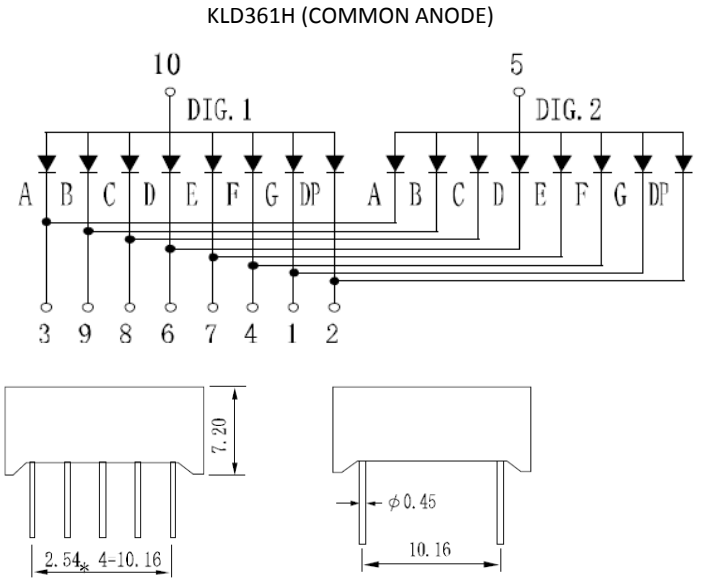 KLD361H (COMMON ANODE)
10 5
DIG. 1 DIG. 2
A B C D E F G DP A B C D E F G DP
3 9 8 6 7 4 1 2
7.20
ϕ0.45
2.54* 4-10.16
10.16